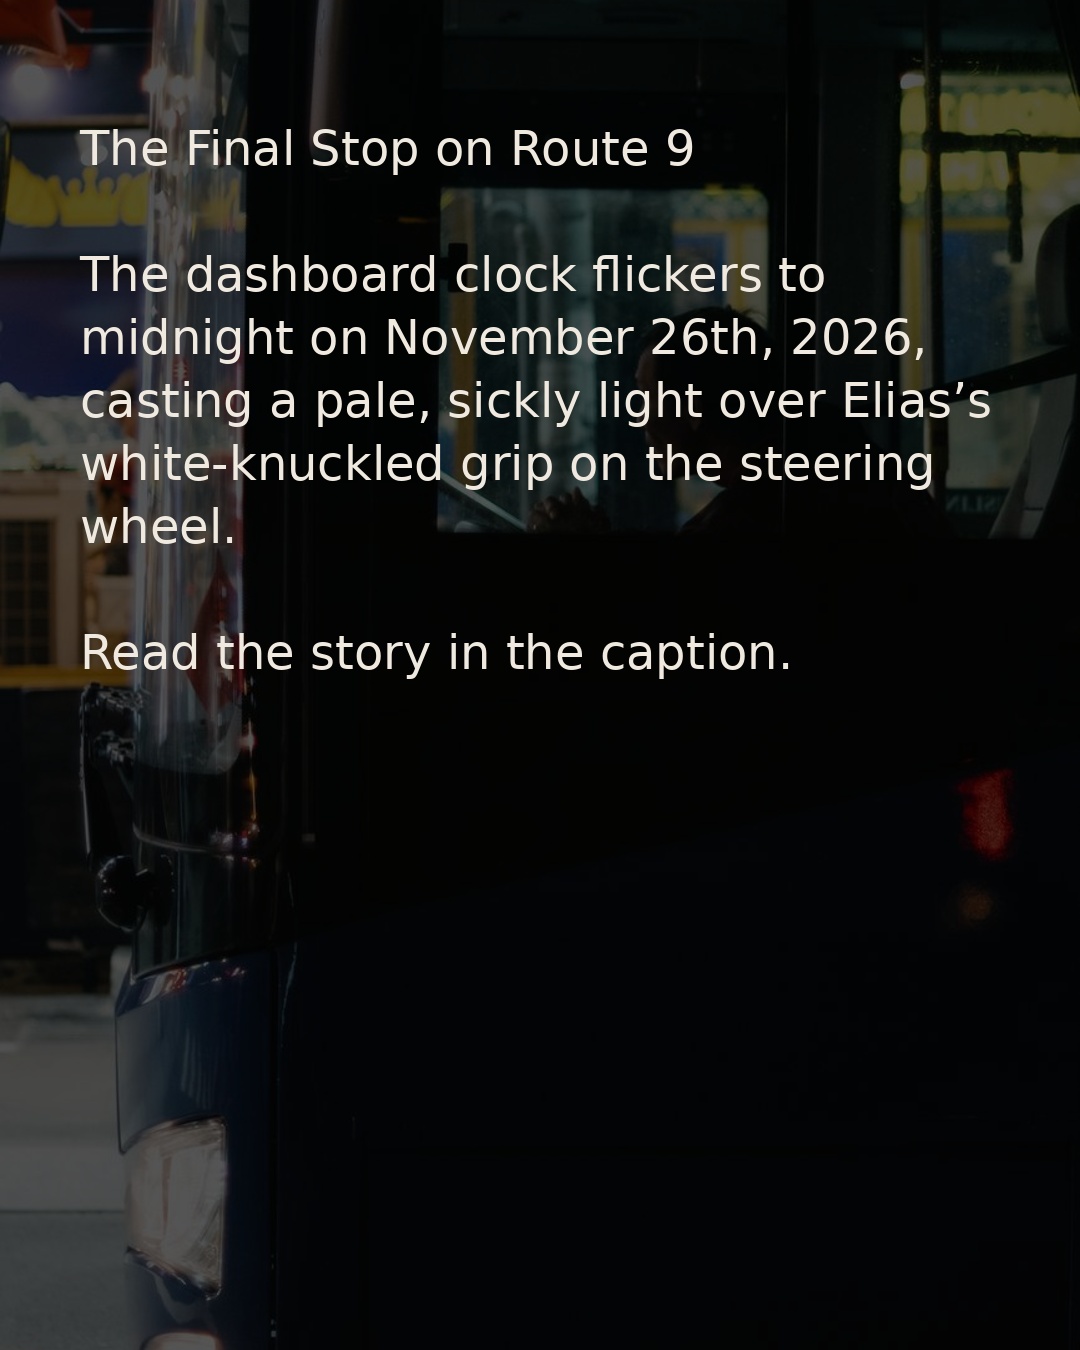 The Final Stop on Route 9
The dashboard clock flickers to
midnight on November 26th, 2026,
casting a pale, sickly light over Elias’s
white-knuckled grip on the steering
wheel.
Read the story in the caption.